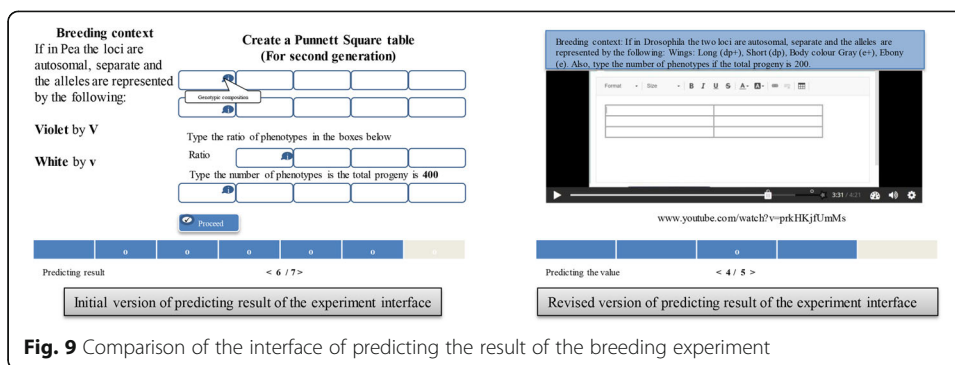 Breeding context
If in Pea the loci are
autosomal, separate and
the alleles are represented
by the following:
Violet by V
White by v
Create a Punnett Square table
(For second generation)
Genotypic composition
Type the ratio of phenotypes in the boxes below
Ratio
Type the number of phenotypes is the total progeny is 400
Proceed
o o o o o o
Predicting result < 6 / 7>
Initial version of predicting result of the experiment interface
Breeding context: If in Drosophila the two loci are autosomal, separate and the alleles are
represented by the following: Wings: Long (dp+), Short (dp), Body colour Gray (e+), Ebony
(e). Also, type the number of phenotypes if the total progeny is 200.
Format Size B I U S A A
3:31 / 4:21
www.youtube.com/watch?v=prkHKjfUmMs
o
Predicting the value < 4 / 5 >
Revised version of predicting result of the experiment interface
Fig. 9 Comparison of the interface of predicting the result of the breeding experiment